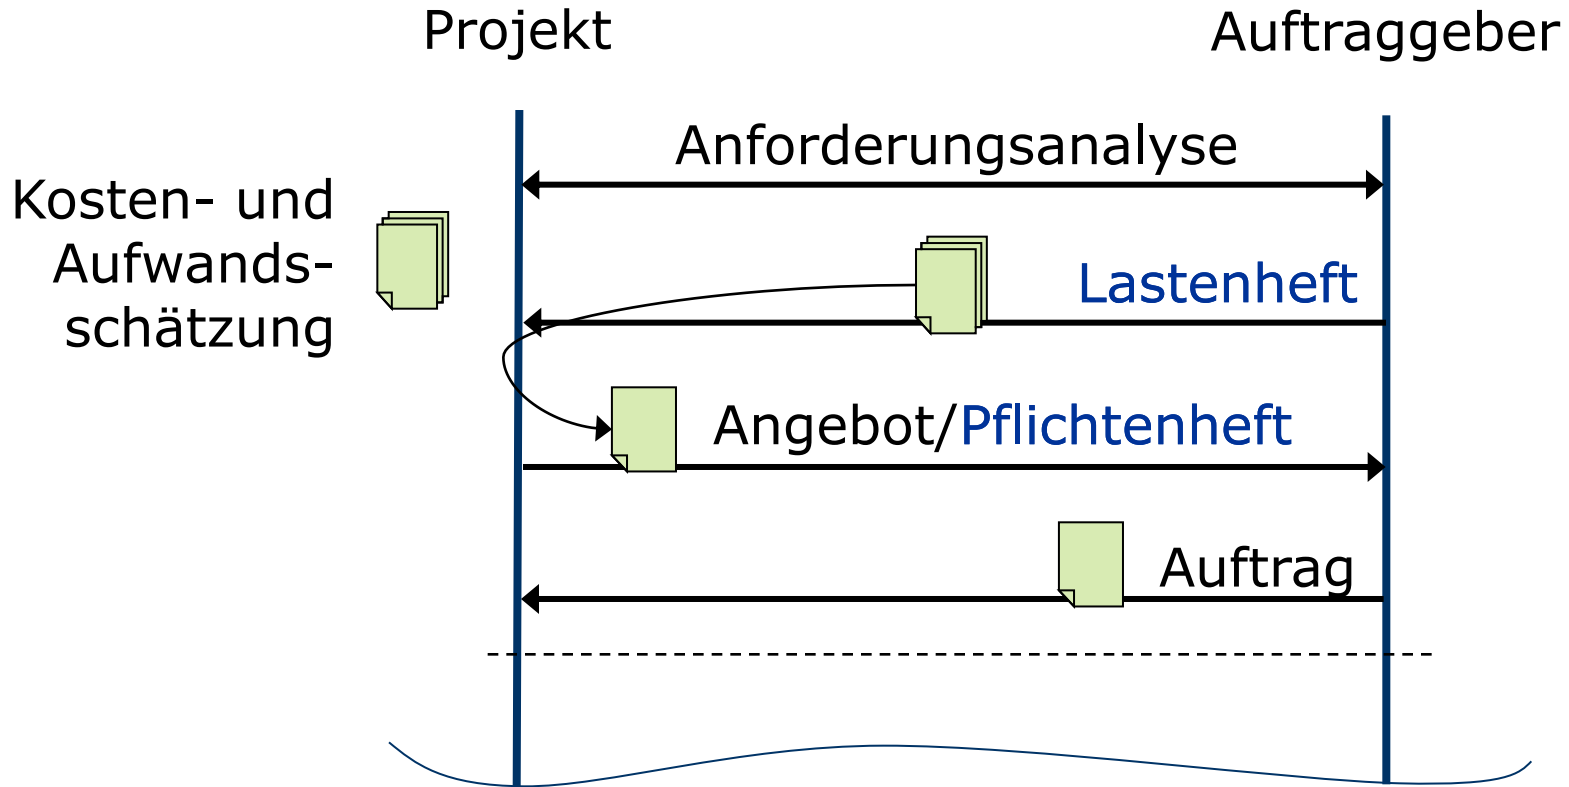 Projekt
Auftraggeber
Anforderungsanalyse
Kosten- und
Aufwands-
schätzung
Lastenheft
Angebot/Pflichtenheft
Auftrag